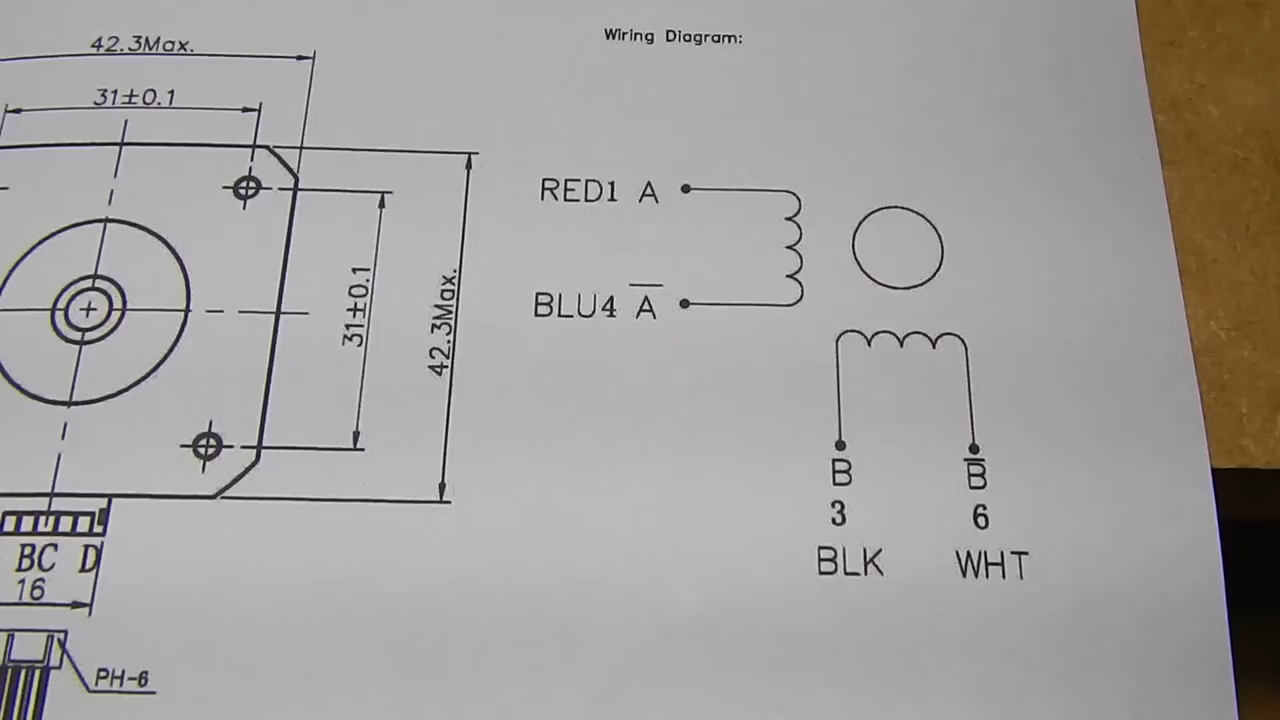 42.3Max.
Wiring Diagram:
31±0.1
RED1 A
31±0.1
42.3Max.
BLU4 A̅
B B̅
3 6
BLK WHT
BC D
16
PH-6